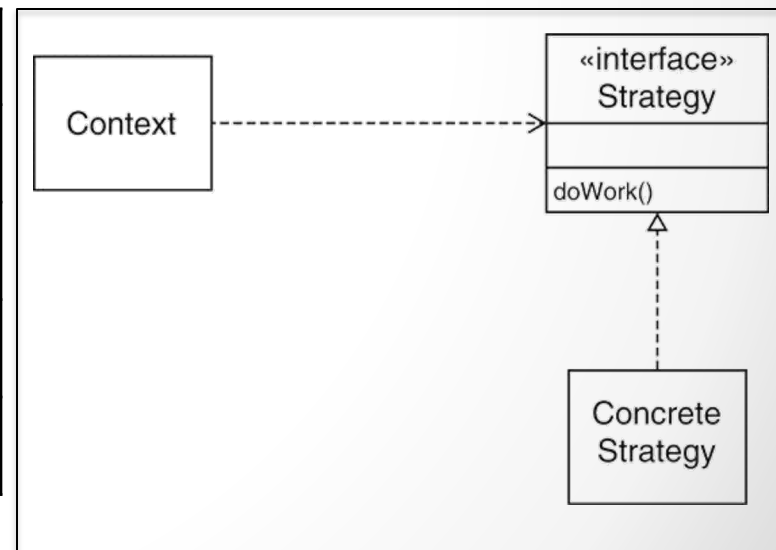 Context
«interface»
Strategy
doWork()
Concrete
Strategy